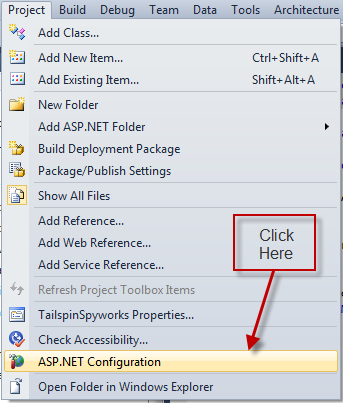 Project Build Debug Team Data Tools Architecture
Add Class...
Add New Item... Ctrl+Shift+A
Add Existing Item... Shift+Alt+A
New Folder
Add ASP.NET Folder
Build Deployment Package
Package/Publish Settings
Show All Files
Add Reference...
Add Web Reference...
Add Service Reference...
Click
Here
Refresh Project Toolbox Items
TailspinSpyworks Properties...
Check Accessibility...
ASP.NET Configuration
Open Folder in Windows Explorer